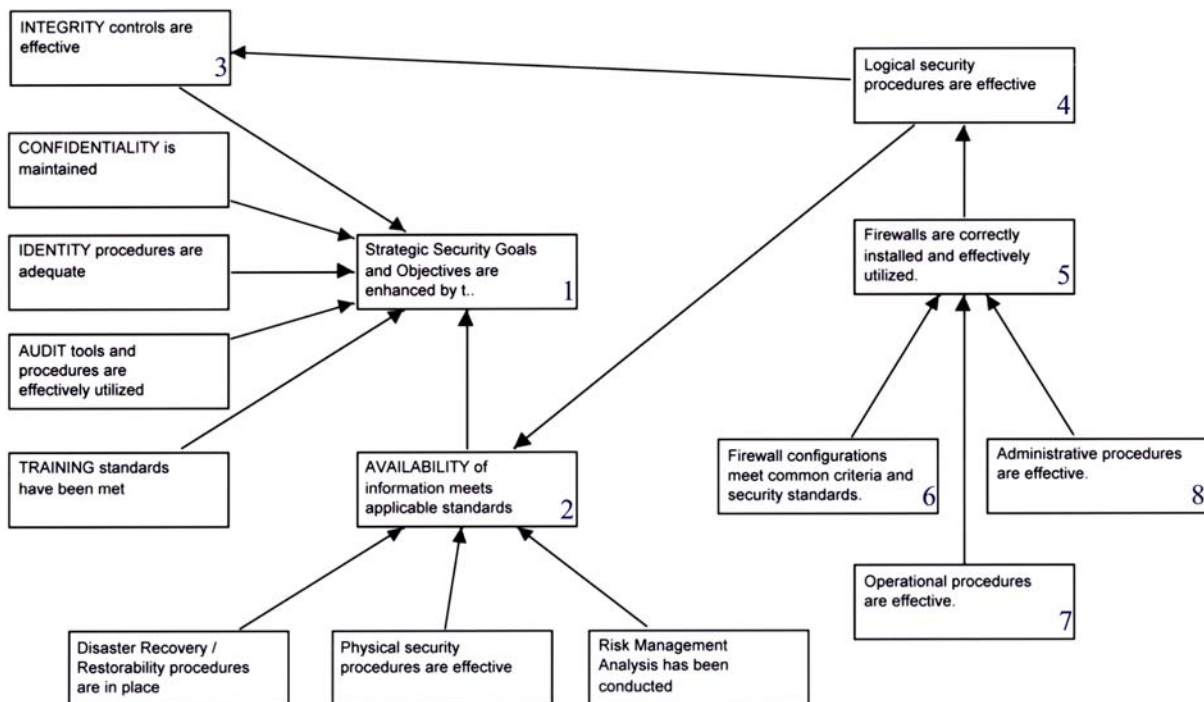 INTEGRITY controls are
effective
3
Logical security
procedures are effective
4
CONFIDENTIALITY is
maintained
IDENTITY procedures are
adequate
Strategic Security Goals
and Objectives are
enhanced by t..
1
Firewalls are correctly
installed and effectively
utilized.
5
AUDIT tools and
procedures are
effectively utilized
TRAINING standards
have been met
AVAILABILITY of
information meets
applicable standards
2
Firewall configurations
meet common criteria and
security standards.
6
Administrative procedures
are effective.
8
Operational procedures
are effective.
7
Disaster Recovery /
Restorability procedures
are in place
Physical security
procedures are effective
Risk Management
Analysis has been
conducted